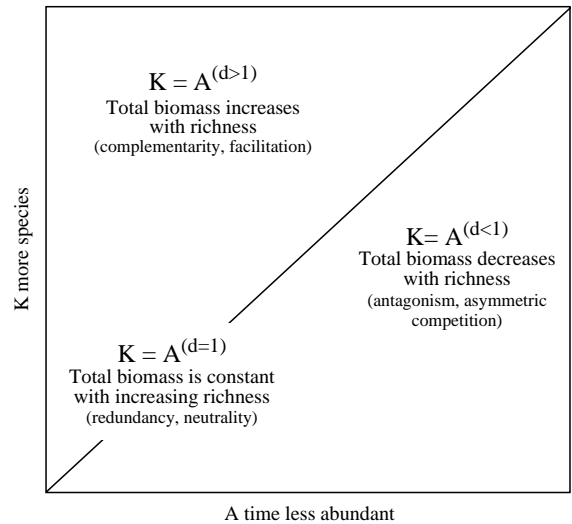 K = A^(d>1)
Total biomass increases
with richness
(complementarity, facilitation)
K more species
K= A^(d<1)
Total biomass decreases
with richness
(antagonism, asymmetric
competition)
K = A^(d=1)
Total biomass is constant
with increasing richness
(redundancy, neutrality)
A time less abundant